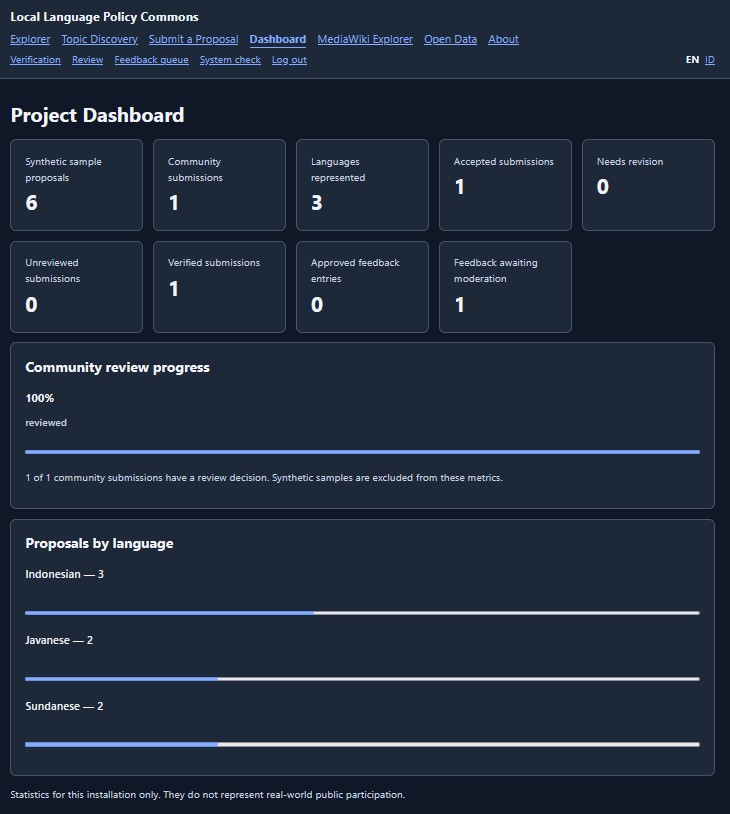 Local Language Policy Commons
Explorer Topic Discovery Submit a Proposal Dashboard MediaWiki Explorer Open Data About
Verification Review Feedback queue System check Log out EN ID
Project Dashboard
Synthetic sample
proposals
6
Community
submissions
1
Languages
represented
3
Accepted submissions
1
Needs revision
0
Unreviewed
submissions
0
Verified submissions
1
Approved feedback
entries
0
Feedback awaiting
moderation
1
Community review progress
100%
reviewed
1 of 1 community submissions have a review decision. Synthetic samples are excluded from these metrics.
Proposals by language
Indonesian — 3
Javanese — 2
Sundanese — 2
Statistics for this installation only. They do not represent real-world public participation.